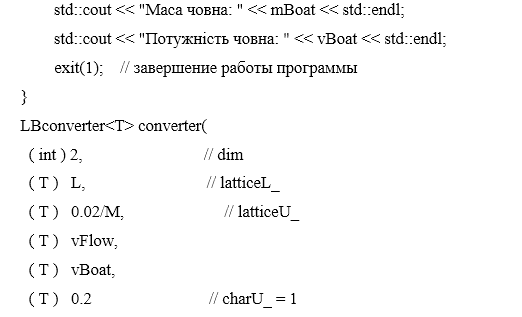 std::cout << "Маса човна: " << mBoat << std::endl;
std::cout << "Потужність човна: " << vBoat << std::endl;
exit(1); // завершение работы программы
}
LBconverter<T> converter(
( int ) 2, // dim
( T ) L, // latticeL_
( T ) 0.02/M, // latticeU_
( T ) vFlow,
( T ) vBoat,
( T ) 0.2 // charU_ = 1